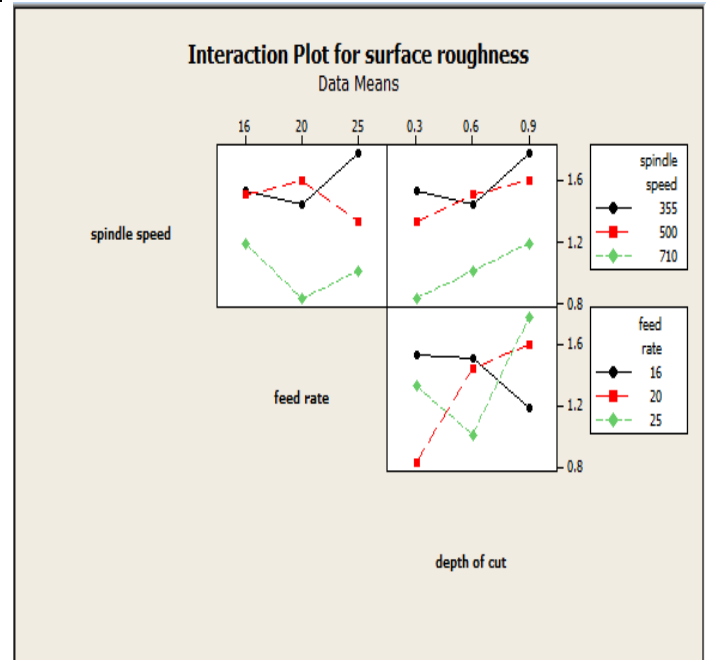 Interaction Plot for surface roughness
Data Means
16 20 25 0.3 0.6 0.9
spindle speed
1.6
1.2
0.8
spindle
speed
355
500
710
feed rate
1.6
1.2
0.8
feed
rate
16
20
25
depth of cut